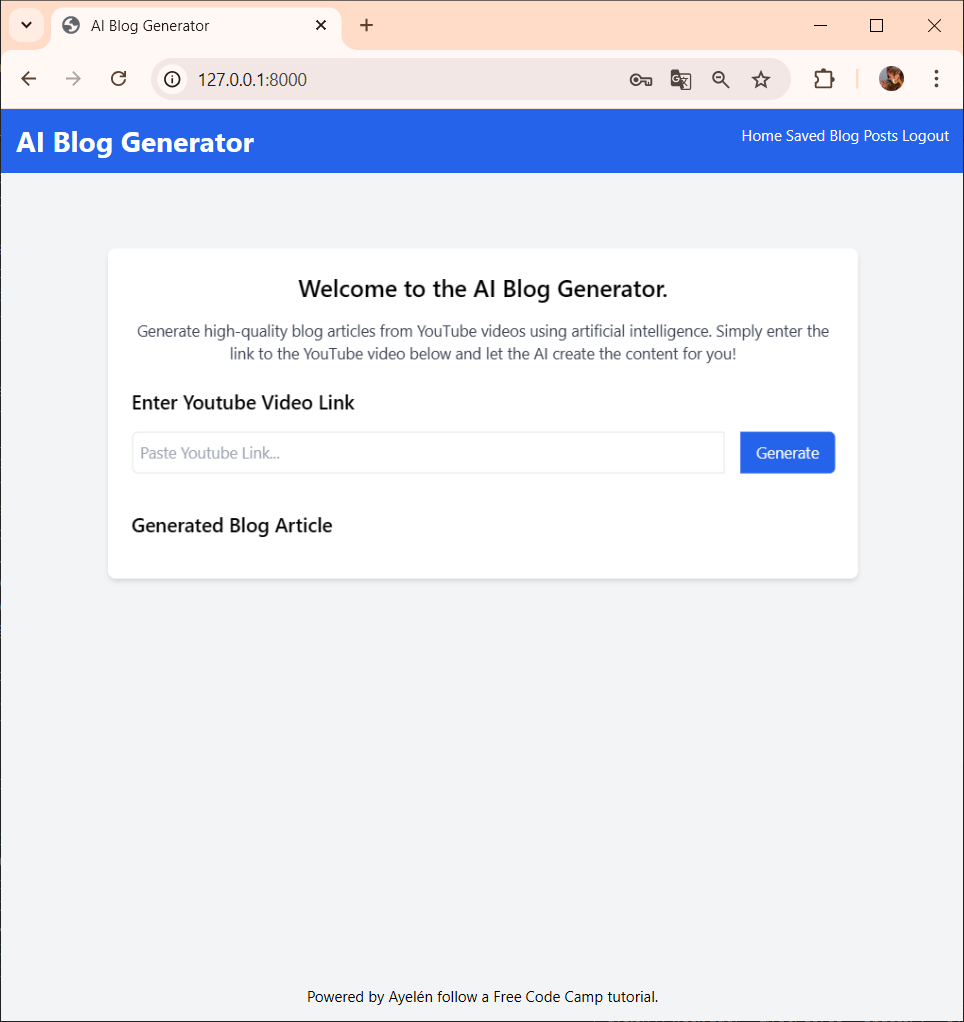 AI Blog Generator
127.0.0.1:8000
AI Blog Generator
Home Saved Blog Posts Logout
Welcome to the AI Blog Generator.
Generate high-quality blog articles from YouTube videos using artificial intelligence. Simply enter the
link to the YouTube video below and let the AI create the content for you!
Enter Youtube Video Link
Paste Youtube Link...
Generate
Generated Blog Article
Powered by Ayelén follow a Free Code Camp tutorial.